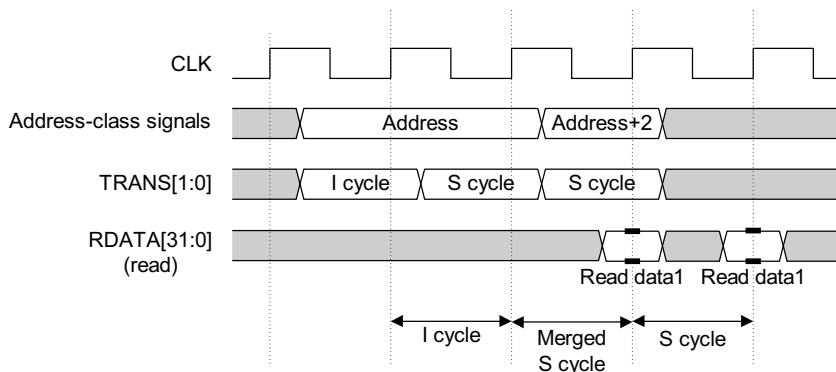 CLK
Address-class signals
Address
Address+2
TRANS[1:0]
I cycle
S cycle
S cycle
RDATA[31:0]
(read)
Read data1
Read data1
I cycle
Merged
S cycle
S cycle